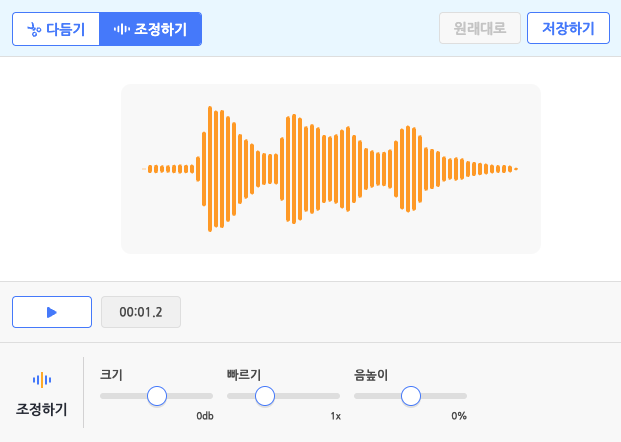 다듬기
조정하기
원래대로
저장하기
00:01.2
조정하기
크기
0db
빠르기
1x
음높이
0%